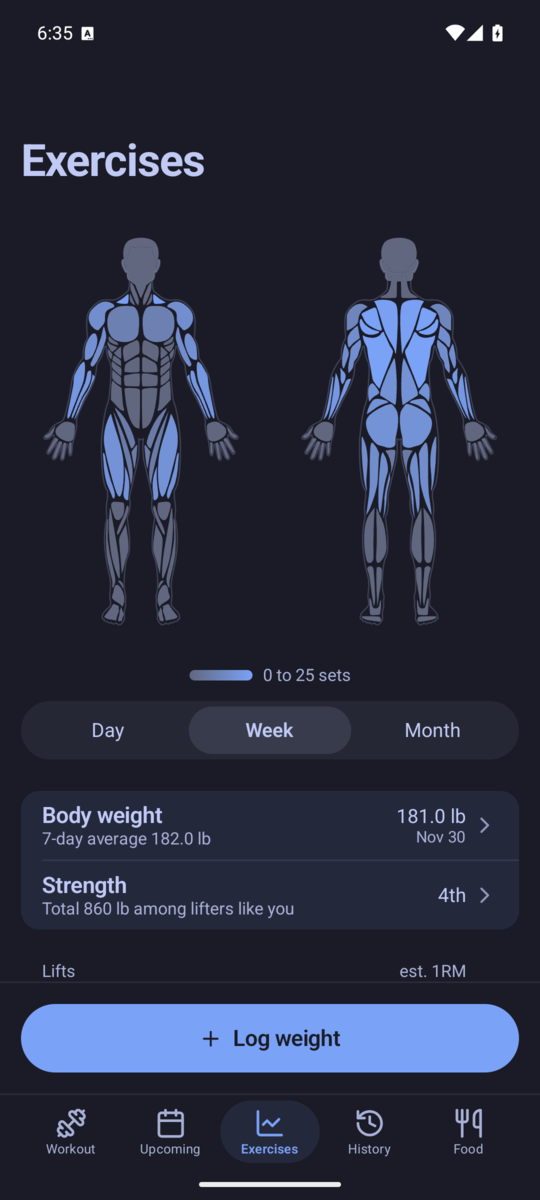 6:35 A
Exercises
0 to 25 sets
Day Week Month
Body weight 181.0 lb
7-day average 182.0 lb Nov 30
Strength 4th
Total 860 lb among lifters like you
Lifts est. 1RM
+ Log weight
Workout Upcoming Exercises History Food